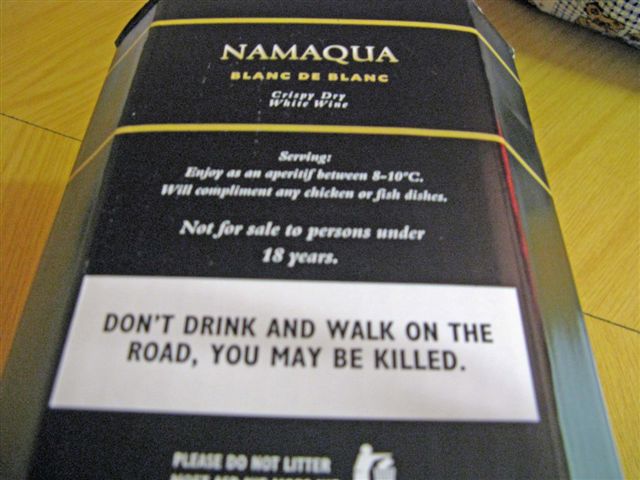 NAMAQUA
BLANC DE BLANC
Crispy Dry
White Wine
Serving:
Enjoy as an aperitif between 8-10°C.
Will compliment any chicken or fish dishes.
Not for sale to persons under
18 years.
DON'T DRINK AND WALK ON THE
ROAD, YOU MAY BE KILLED.
PLEASE DO NOT LITTER